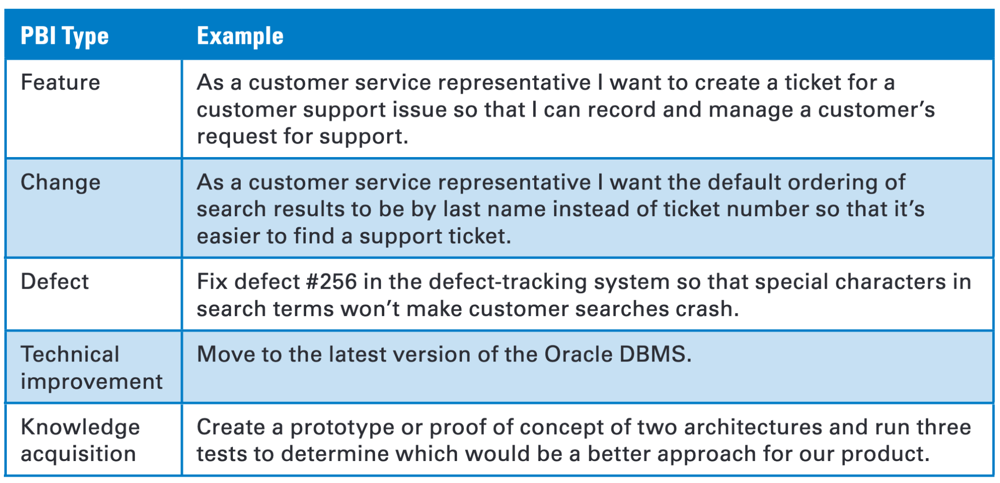 PBI Type Example
Feature As a customer service representative I want to create a ticket for a
customer support issue so that I can record and manage a customer’s
request for support.
Change As a customer service representative I want the default ordering of
search results to be by last name instead of ticket number so that it’s
easier to find a support ticket.
Defect Fix defect #256 in the defect-tracking system so that special characters in
search terms won’t make customer searches crash.
Technical Move to the latest version of the Oracle DBMS.
improvement
Knowledge Create a prototype or proof of concept of two architectures and run three
acquisition tests to determine which would be a better approach for our product.